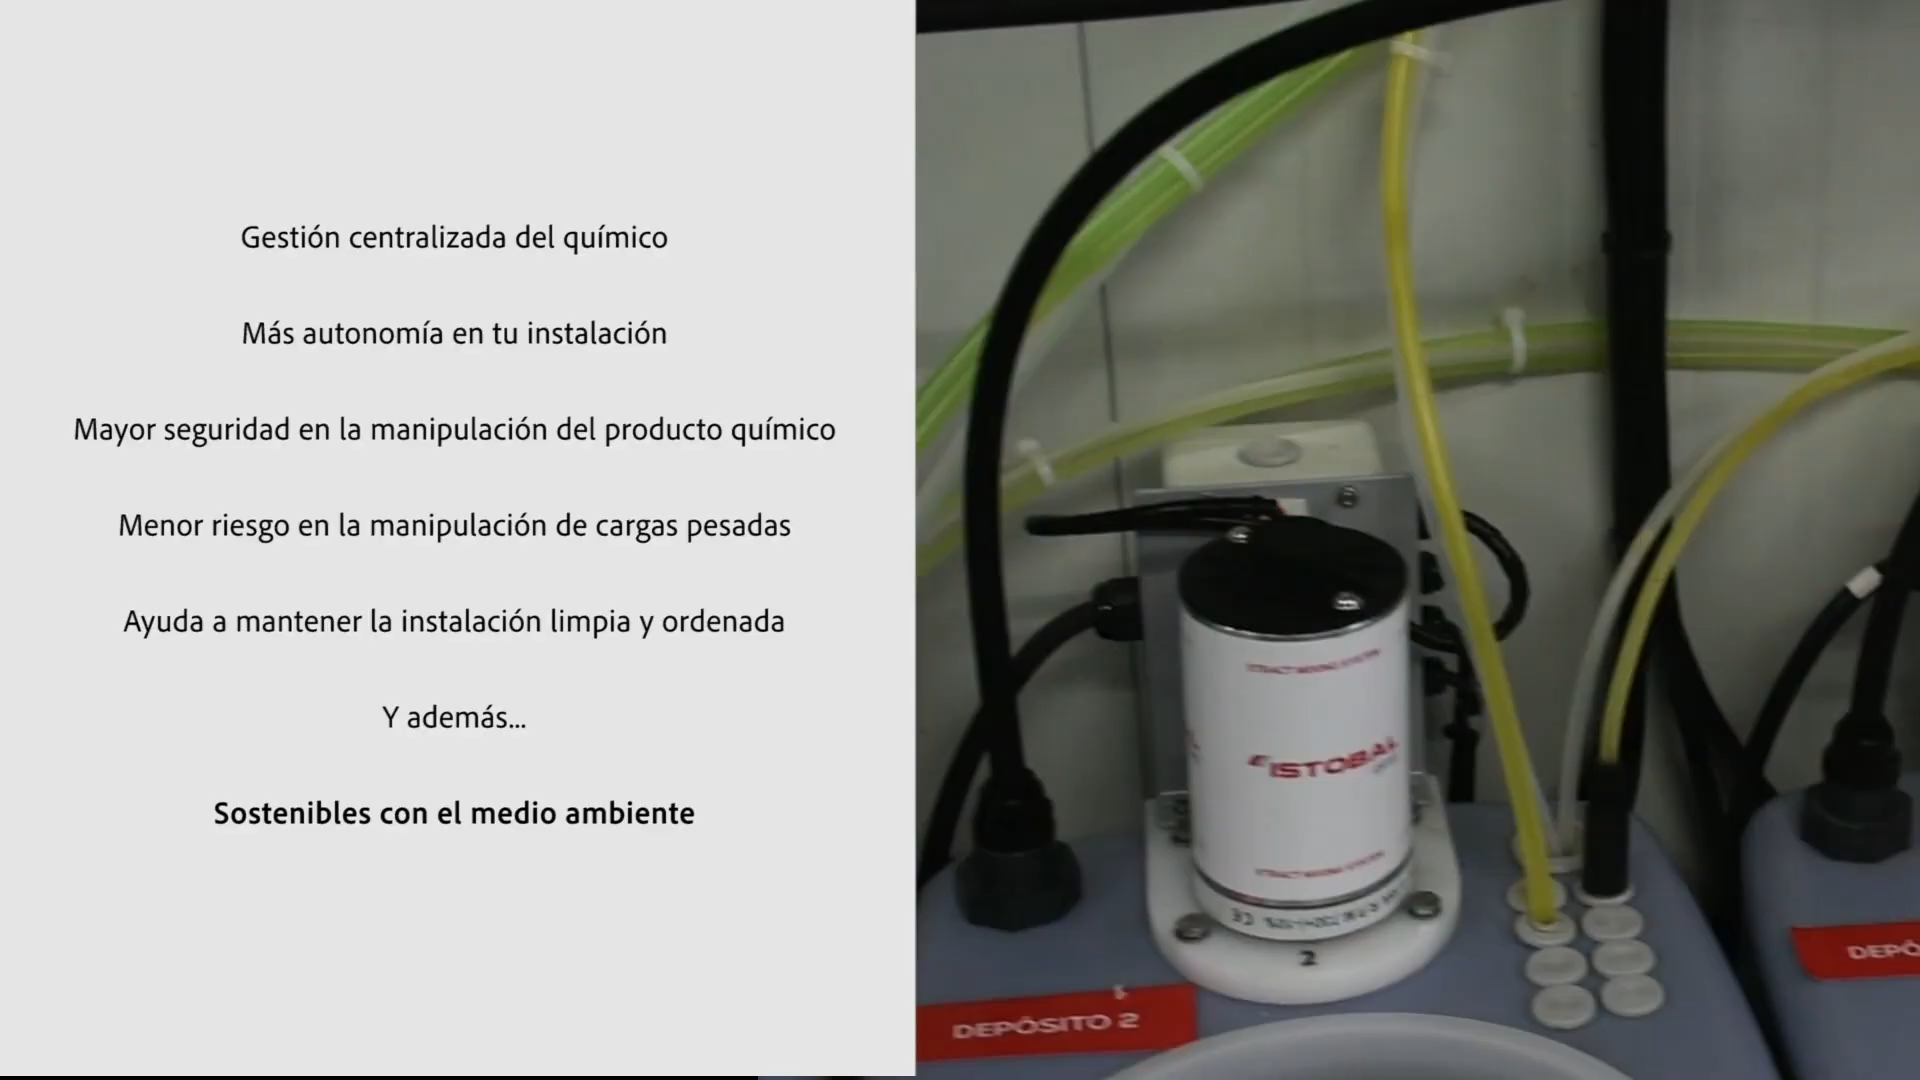 Gestión centralizada del químico
Más autonomía en tu instalación
Mayor seguridad en la manipulación del producto químico
Menor riesgo en la manipulación de cargas pesadas
Ayuda a mantener la instalación limpia y ordenada
Y además...
Sostenibles con el medio ambiente
ISTOBAL
2
DEPÓSITO 2
DEPÓ